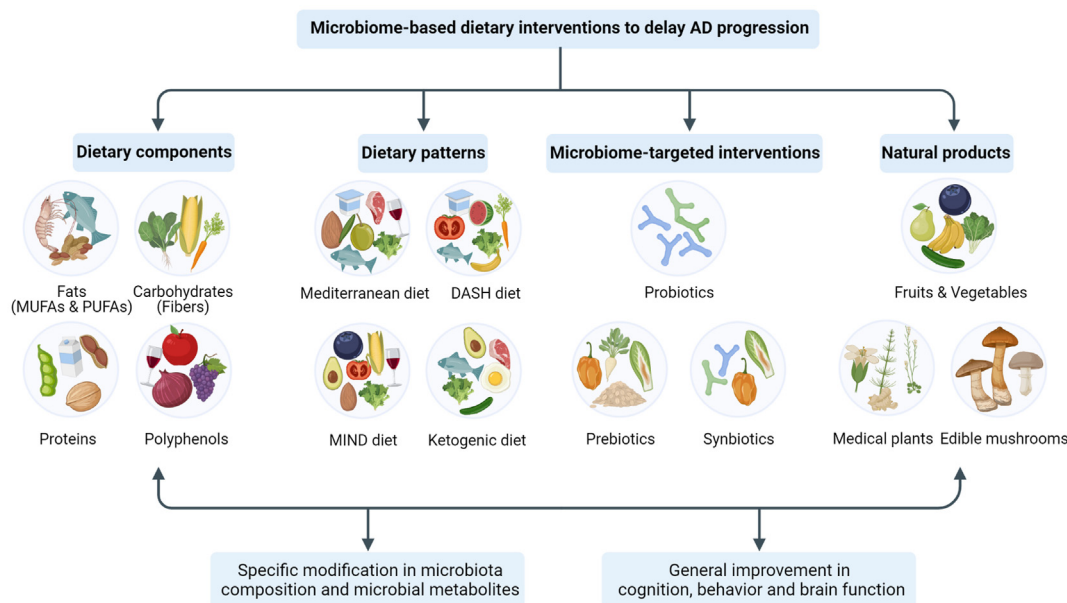 Microbiome-based dietary interventions to delay AD progression
Dietary components
Dietary patterns
Microbiome-targeted interventions
Natural products
Fats
(MUFAs & PUFAs)
Carbohydrates
(Fibers)
Mediterranean diet
DASH diet
Probiotics
Fruits & Vegetables
Proteins
Polyphenols
MIND diet
Ketogenic diet
Prebiotics
Synbiotics
Medical plants
Edible mushrooms
Specific modification in microbiota
composition and microbial metabolites
General improvement in
cognition, behavior and brain function